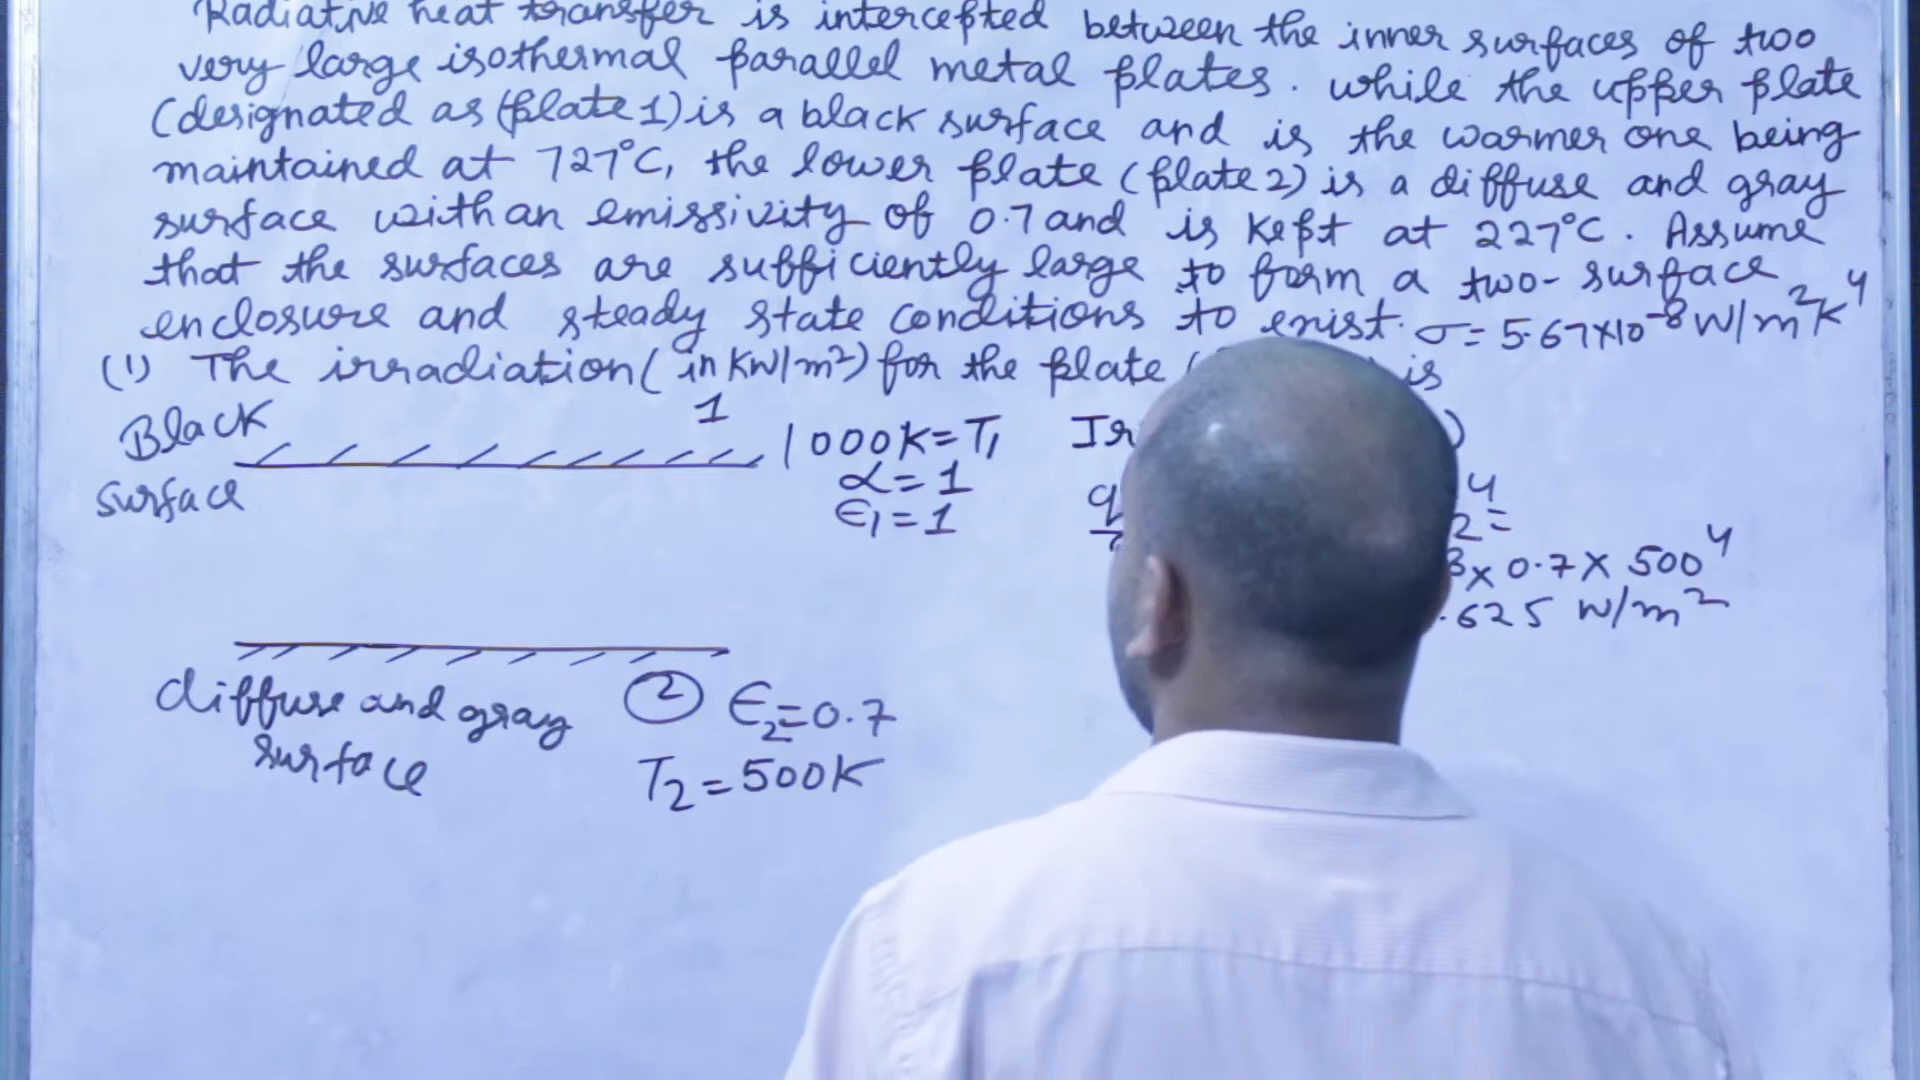 Radiative heat transfer is intercepted between the inner surfaces of two
very large isothermal parallel metal plates. While the upper plate
(designated as (plate 1) is a black surface and is the warmer one being
maintained at 727°C, the lower plate (plate 2) is a diffuse and gray
surface with an emissivity of 0.7 and is kept at 227°C. Assume
that the surfaces are sufficiently large to form a two-surface
enclosure and steady state conditions to exist. σ = 5.67×10⁻⁸ W/m²K⁴
(1) The irradiation (in KW/m²) for the plate ( is
Black
surface
1
1000K = T₁
α = 1
ϵ₁ = 1
diffuse and gray
surface
② ϵ₂ = 0.7
T₂ = 500K
× 0.7 × 500⁴
.625 W/m²